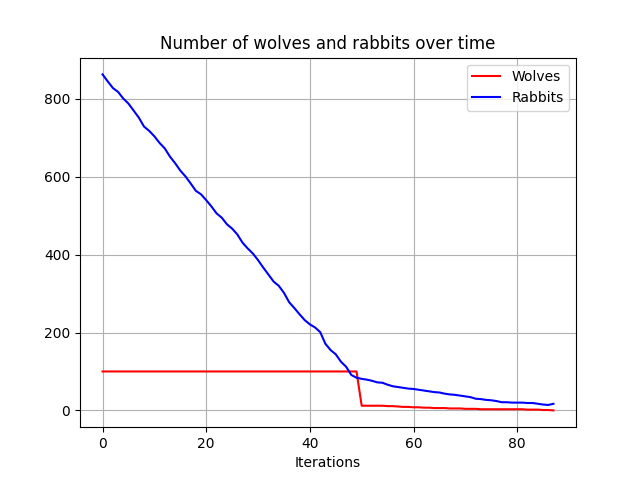 Number of wolves and rabbits over time
Wolves
Rabbits
800
600
400
200
0
0 20 40 60 80
Iterations